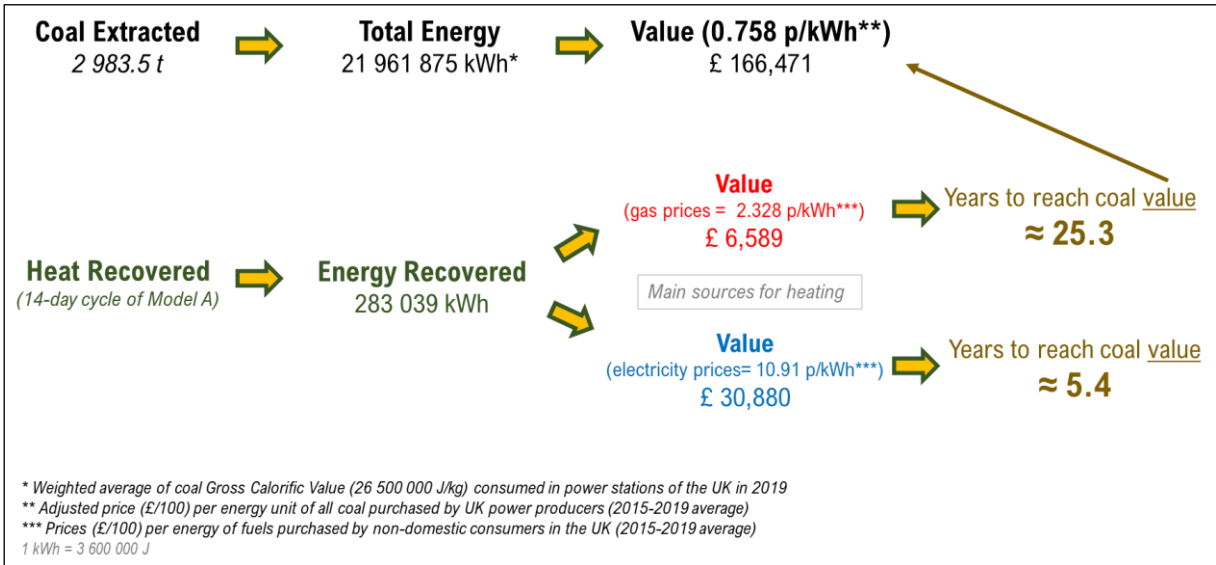 Coal Extracted
2 983.5 t
Total Energy
21 961 875 kWh*
Value (0.758 p/kWh**)
£ 166,471
Heat Recovered
(14-day cycle of Model A)
Energy Recovered
283 039 kWh
Value
(gas prices = 2.328 p/kWh***)
£ 6,589
Years to reach coal value
≈ 25.3
Main sources for heating
Value
(electricity prices= 10.91 p/kWh***)
£ 30,880
Years to reach coal value
≈ 5.4
* Weighted average of coal Gross Calorific Value (26 500 000 J/kg) consumed in power stations of the UK in 2019
** Adjusted price (£/100) per energy unit of all coal purchased by UK power producers (2015-2019 average)
*** Prices (£/100) per energy of fuels purchased by non-domestic consumers in the UK (2015-2019 average)
1 kWh = 3 600 000 J